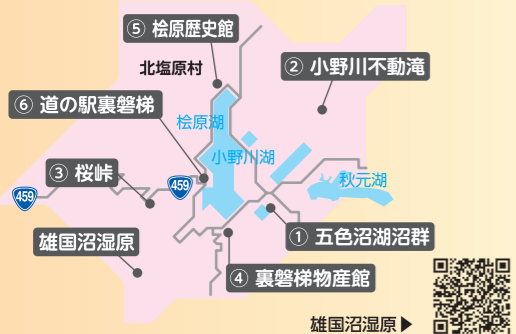 ⑤ 桧原歴史館
北塩原村
② 小野川不動滝
⑥ 道の駅裏磐梯
桧原湖
小野川湖
③ 桜峠
459
459
秋元湖
雄国沼湿原
① 五色沼湖沼群
④ 裏磐梯物産館
雄国沼湿原▶